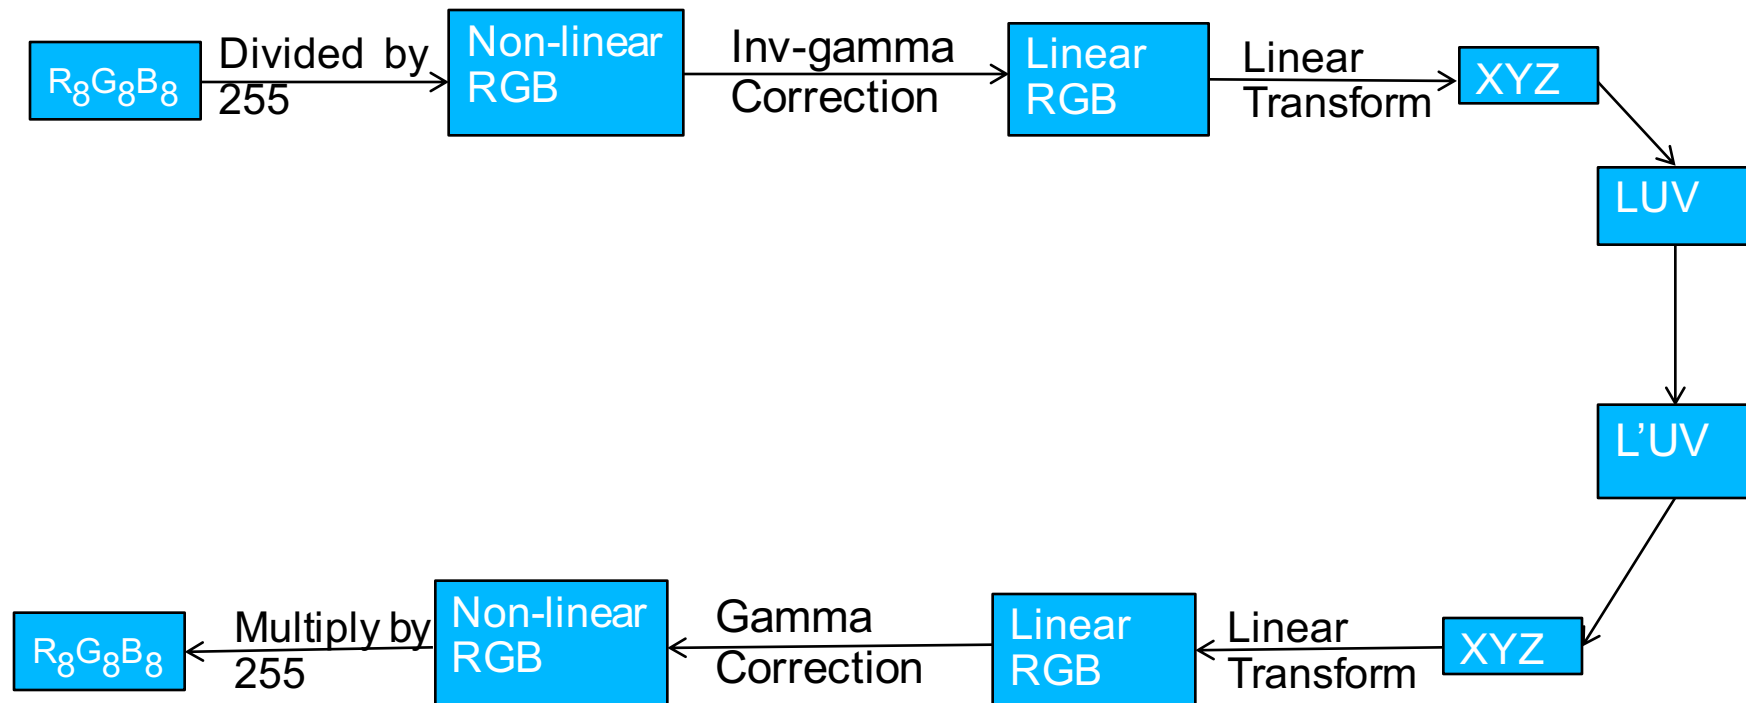 R8G8B8
Divided by
255
Non-linear
RGB
Inv-gamma
Correction
Linear
RGB
Linear
Transform
XYZ
LUV
L’UV
R8G8B8
Multiply by
255
Non-linear
RGB
Gamma
Correction
Linear
RGB
Linear
Transform
XYZ